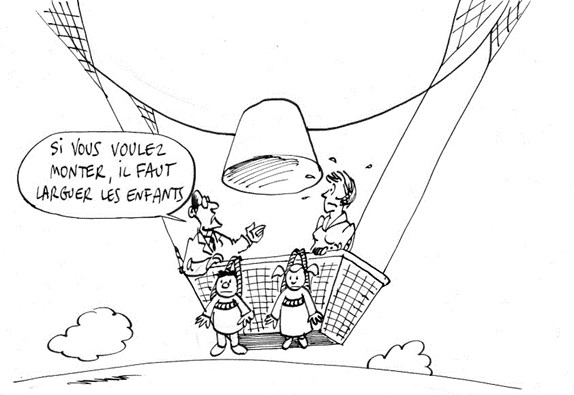 SI VOUS VOULEZ
MONTER, IL FAUT
LARGUER LES ENFANTS